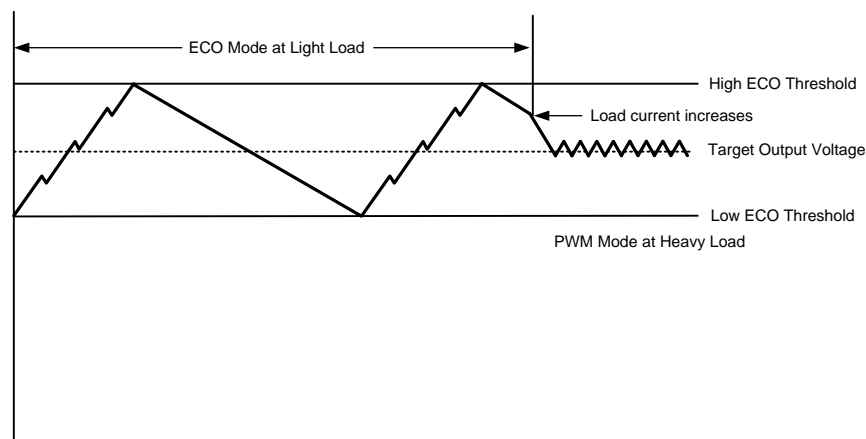 ECO Mode at Light Load
High ECO Threshold
Load current increases
Target Output Voltage
Low ECO Threshold
PWM Mode at Heavy Load